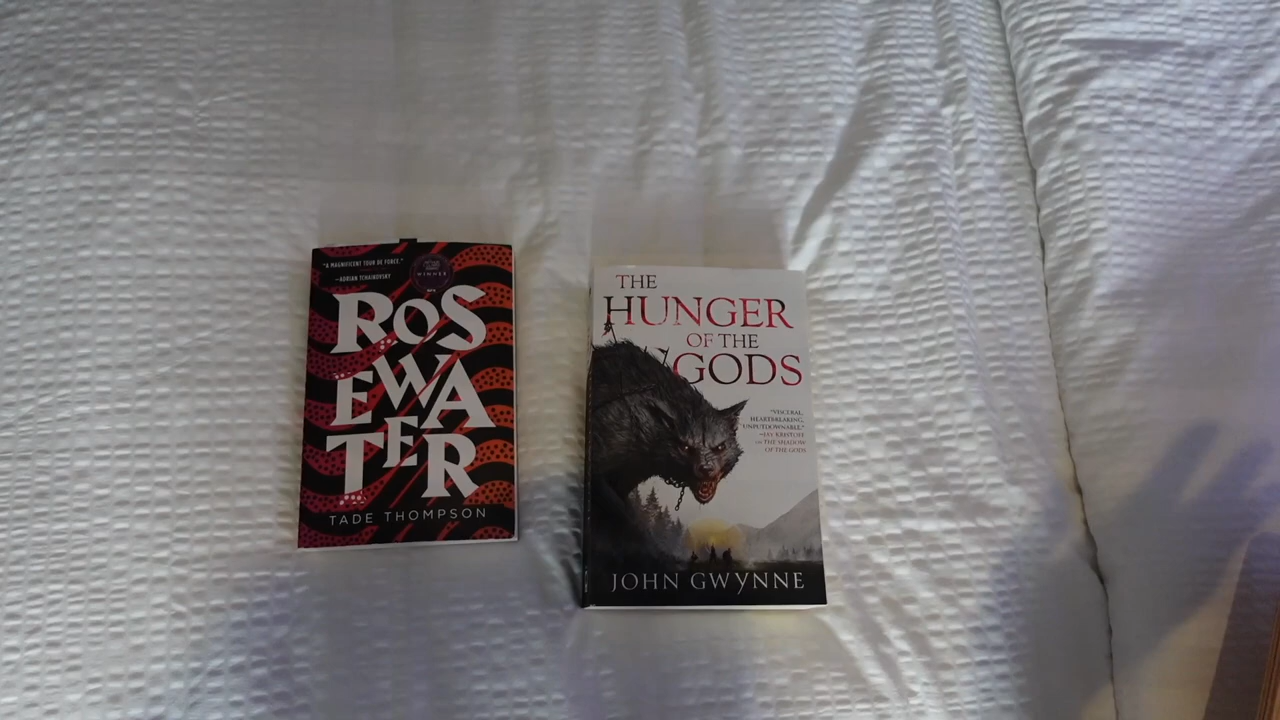 "A MAGNIFICENT TOUR DE FORCE."
—ADRIAN TCHAIKOVSKY
WINNER
ROS
EWA
TER
TADE THOMPSON
THE
HUNGER
OF THE
GODS
"VISCERAL,
HEARTBREAKING,
UNPUTDOWNABLE."
—JAY KRISTOFF
ON THE SHADOW
OF THE GODS
JOHN GWYNNE